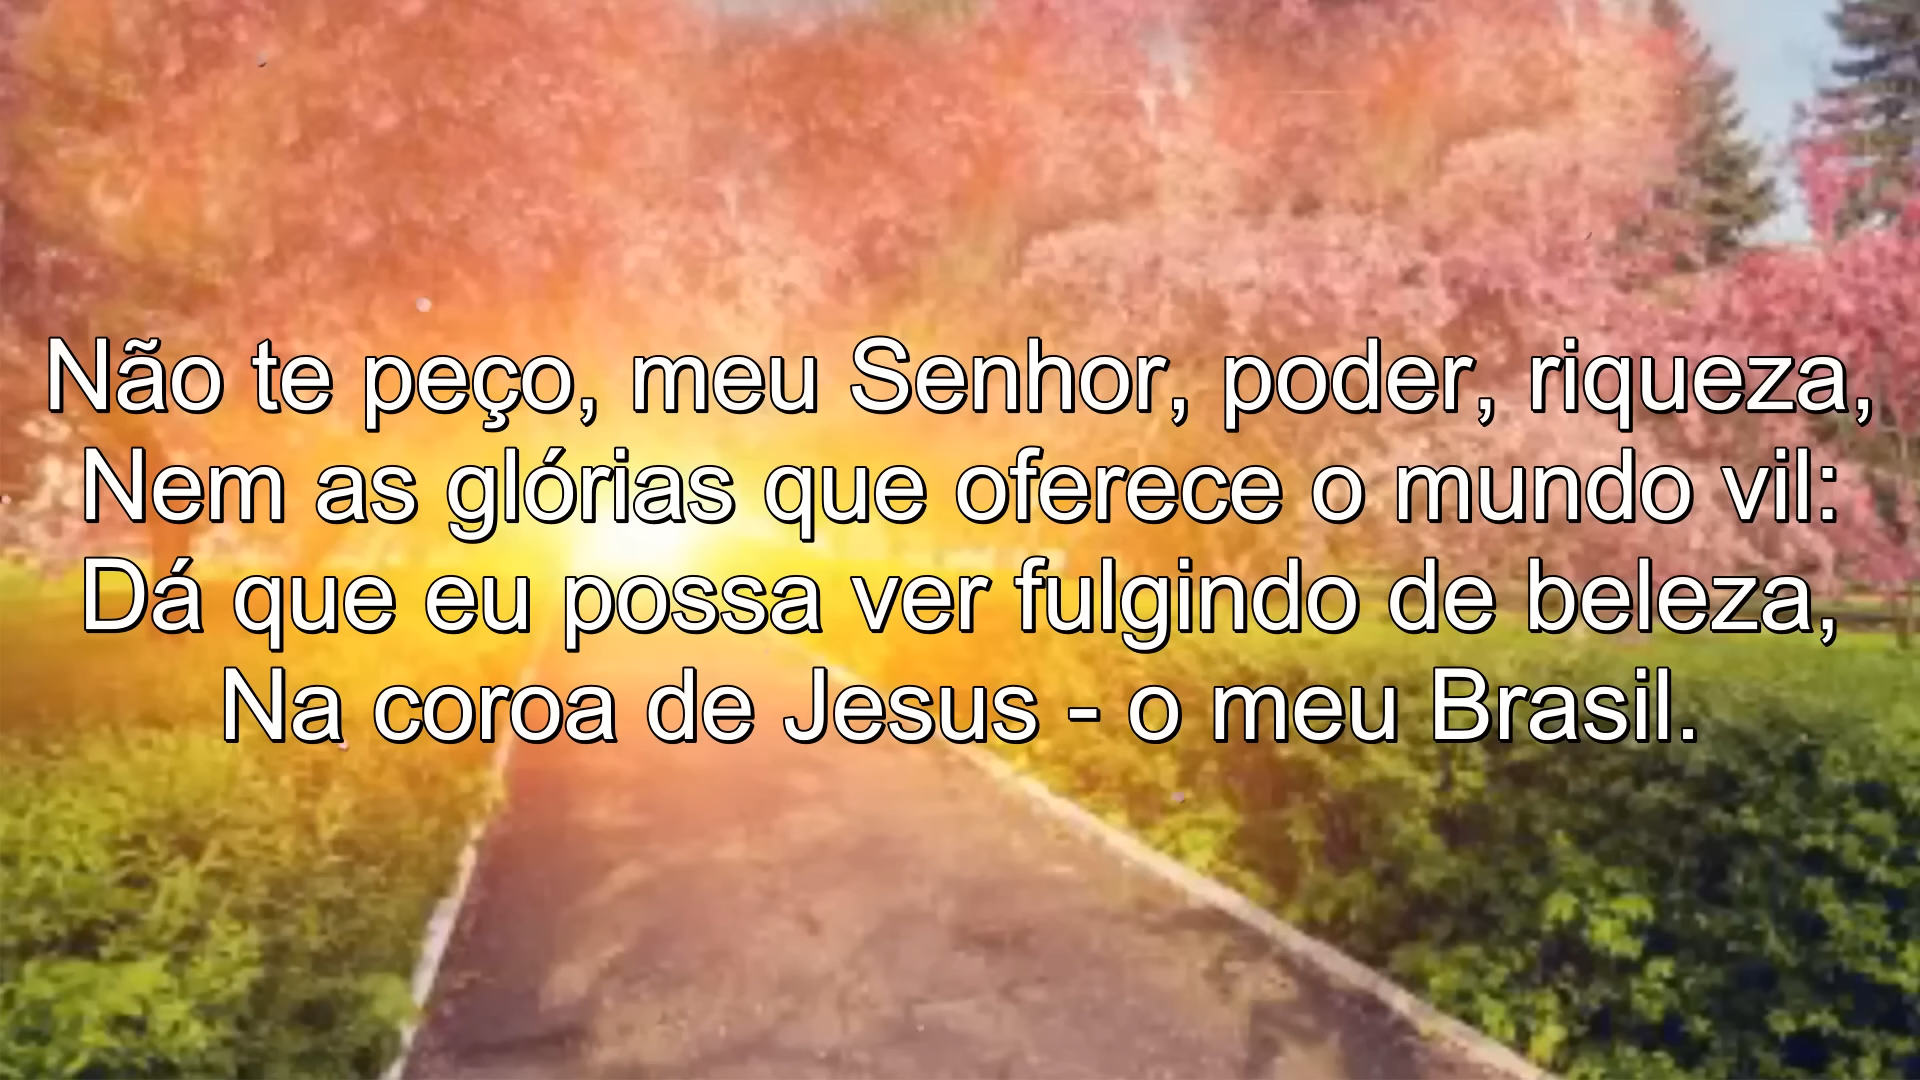 Não te peço, meu Senhor, poder, riqueza,
Nem as glórias que oferece o mundo vil:
Dá que eu possa ver fulgindo de beleza,
Na coroa de Jesus - o meu Brasil.